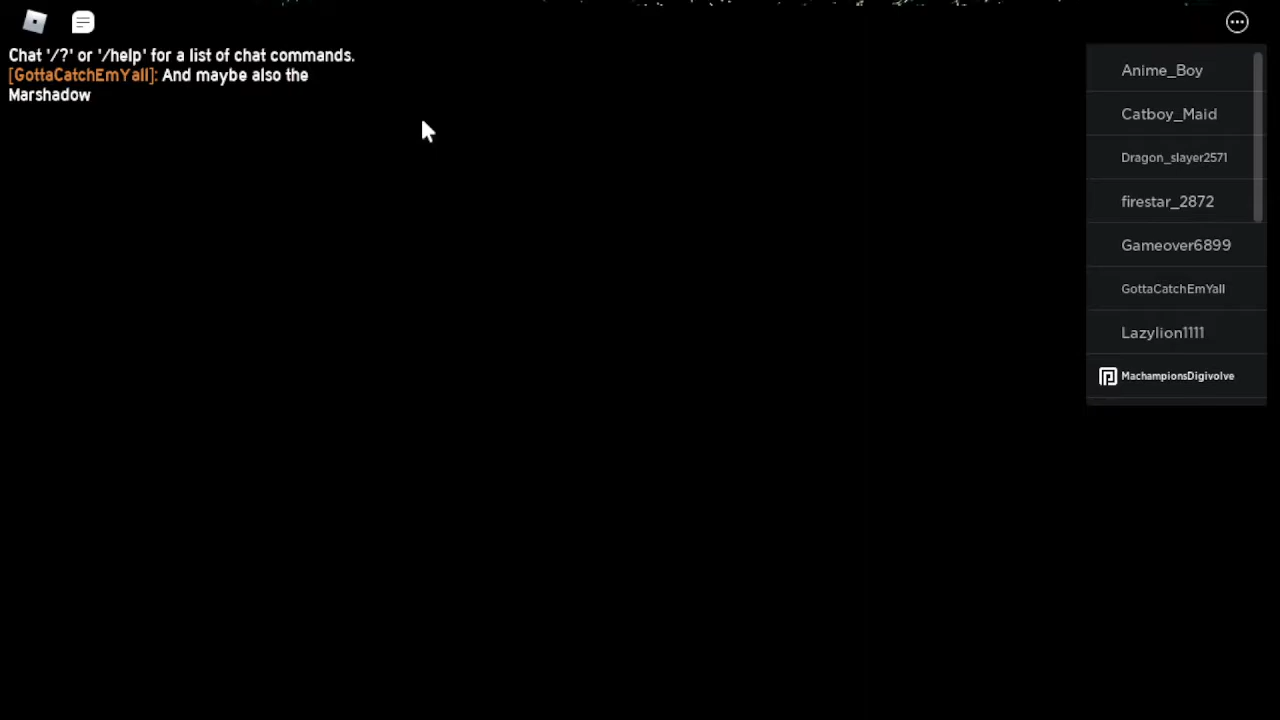 Chat '/?' or '/help' for a list of chat commands.
[GottaCatchEmYall]: And maybe also the
Marshadow
Anime_Boy
Catboy_Maid
Dragon_slayer2571
firestar_2872
Gameover6899
GottaCatchEmYall
Lazylion1111
MachampionsDigivolve